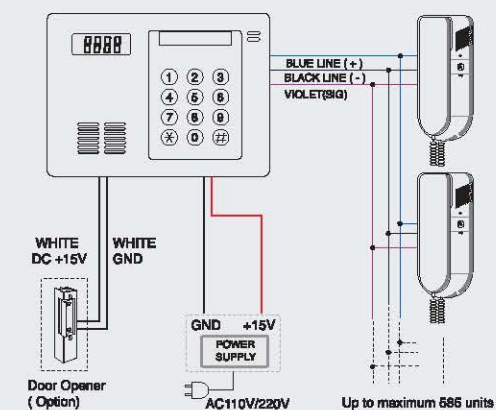 8888
1 2 3
4 5 6
7 8 9
* 0 #
BLUE LINE (+)
BLACK LINE (-)
VIOLET(SIG)
WHITE
DC +15V
WHITE
GND
GND +15V
POWER
SUPPLY
AC110V/220V
Door Opener
( Option)
Up to maximum 586 units